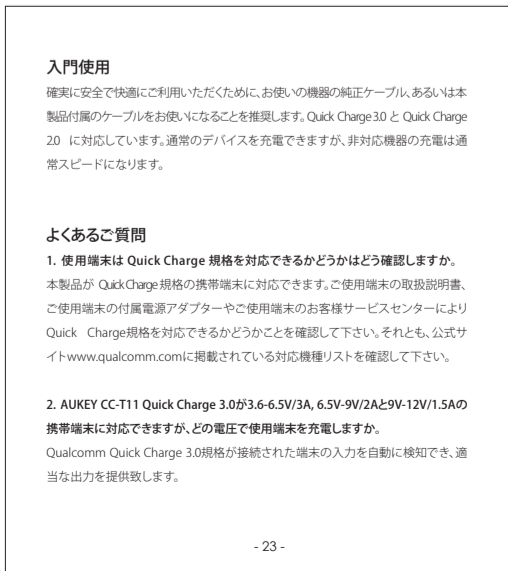 入門使用
確実に安全で快適にご利用いただくために、お使いの機器の純正ケーブル、あるいは本
製品付属のケーブルをお使いになることを推奨します。Quick Charge 3.0 と Quick Charge
2.0 に対応しています。通常のデバイスを充電できますが、非対応機器の充電は通
常スピードになります。
よくあるご質問
1. 使用端末は Quick Charge 規格を対応できるかどうかはどう確認しますか。
本製品が Quick Charge 規格の携帯端末に対応できます。ご使用端末の取扱説明書、
ご使用端末の付属電源アダプターやご使用端末のお客様サービスセンターにより
Quick Charge規格を対応できるかどうかことを確認して下さい。それとも、公式サ
イトwww.qualcomm.comに掲載されている対応機種リストを確認して下さい。
2. AUKEY CC-T11 Quick Charge 3.0が3.6-6.5V/3A, 6.5V-9V/2Aと9V-12V/1.5Aの
携帯端末に対応できますが、どの電圧で使用端末を充電しますか。
Qualcomm Quick Charge 3.0規格が接続された端末の入力を自動に検知でき、適
当な出力を提供致します。
- 23 -